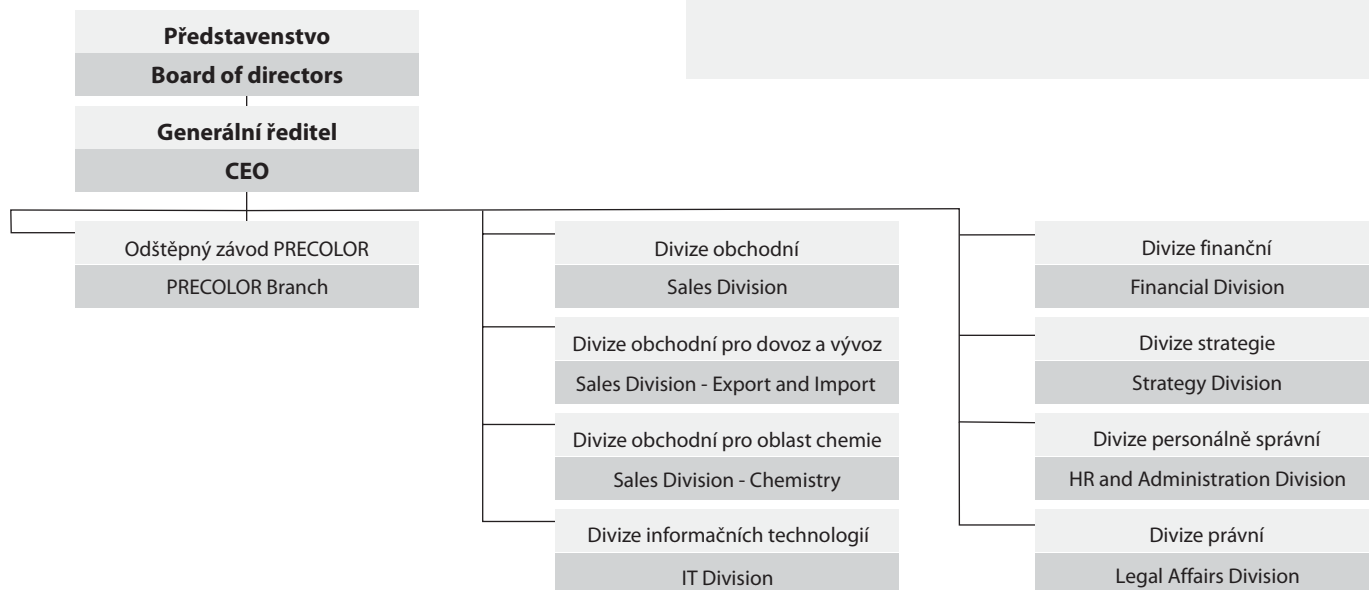 Představenstvo
Board of directors
Generální ředitel
CEO
Odštěpný závod PRECOLOR
PRECOLOR Branch
Divize obchodní
Sales Division
Divize obchodní pro dovoz a vývoz
Sales Division - Export and Import
Divize obchodní pro oblast chemie
Sales Division - Chemistry
Divize informačních technologií
IT Division
Divize finanční
Financial Division
Divize strategie
Strategy Division
Divize personálně správní
HR and Administration Division
Divize právní
Legal Affairs Division